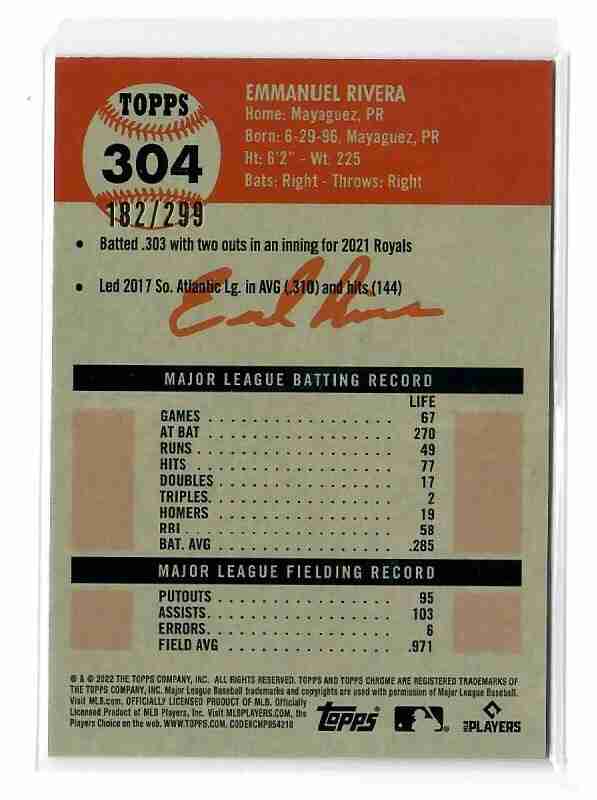 TOPPS
304
182/299
EMMANUEL RIVERA
Home: Mayaguez, PR
Born: 6-29-96, Mayaguez, PR
Ht: 6'2" - Wt: 225
Bats: Right - Throws: Right
• Batted .303 with two outs in an inning for 2021 Royals
• Led 2017 So. Atlantic Lg. in AVG (.310) and hits (144)
MAJOR LEAGUE BATTING RECORD
LIFE
GAMES . . . . . . . . . . . . . . . . 67
AT BAT . . . . . . . . . . . . . . . . 270
RUNS . . . . . . . . . . . . . . . . 49
HITS . . . . . . . . . . . . . . . . 77
DOUBLES . . . . . . . . . . . . . . 17
TRIPLES. . . . . . . . . . . . . . . 2
HOMERS . . . . . . . . . . . . . . 19
RBI . . . . . . . . . . . . . . . . 58
BAT. AVG . . . . . . . . . . . . . . .285
MAJOR LEAGUE FIELDING RECORD
PUTOUTS . . . . . . . . . . . . . . 95
ASSISTS. . . . . . . . . . . . . . . 103
ERRORS. . . . . . . . . . . . . . . 6
FIELD AVG . . . . . . . . . . . . . .971
® & © 2022 THE TOPPS COMPANY, INC. ALL RIGHTS RESERVED. TOPPS AND TOPPS CHROME ARE REGISTERED TRADEMARKS OF
THE TOPPS COMPANY, INC. Major League Baseball trademarks and copyrights are used with permission of Major League Baseball.
Visit MLB.com. OFFICIALLY LICENSED PRODUCT OF MLB. Officially
Licensed Product of MLB Players, Inc. Visit MLBPLAYERS.COM, the
Players Choice on the web. WWW.TOPPS.COM. CODE#CMP054218
Topps
MLB PLAYERS